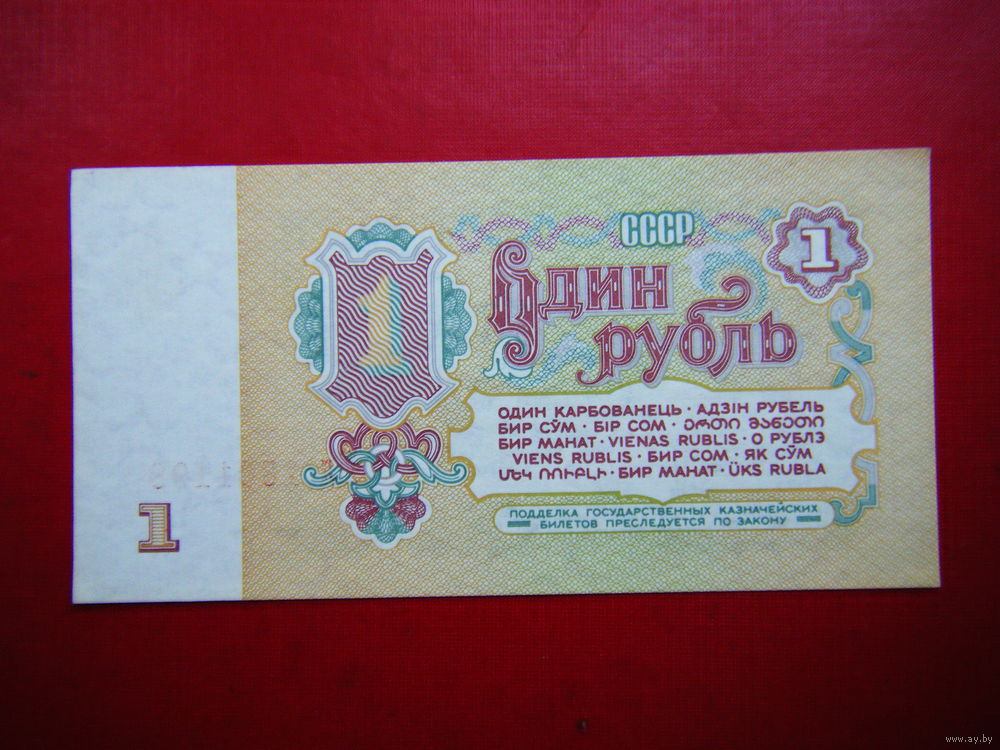 СССР
1
Один
рубль
1
ОДИН КАРБОВАНЕЦЬ · АДЗІН РУБЕЛЬ
БИР СЎМ · БІР СОМ · ერთი მანეთი
БИР МАНАТ · VIENAS RUBLIS · О РУБЛЭ
VIENS RUBLIS · БИР СОМ · ЯК СЎМ
ՄԵԿ ՌՈՒԲԼԻ · БИР МАНАТ · ÜKS RUBLA
ПОДДЕЛКА ГОСУДАРСТВЕННЫХ КАЗНАЧЕЙСКИХ
БИЛЕТОВ ПРЕСЛЕДУЕТСЯ ПО ЗАКОНУ
1
www.ay.by